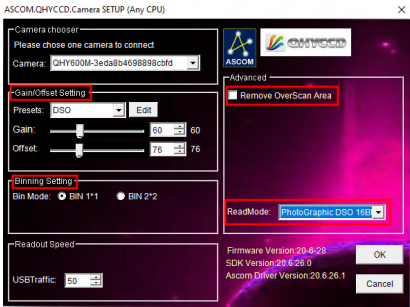 ASCOM.QHYCCD.Camera SETUP (Any CPU)
Camera chooser
Please chose one camera to connect
Camera: QHY600M-3eda8b4698898cbfd
ASCOM
QHYCCD
Gain/Offset Setting
Presets: DSO Edit
Gain: 60 60
Offset: 76 76
Binning Setting
Bin Mode: BIN 1*1 BIN 2*2
Readout Speed
USBTraffic: 50
Advanced
Remove OverScan Area
ReadMode: PhotoGraphic DSO 16B
Firmware Version:20-6-28
SDK Version:20.6.26.0
Ascom Driver Version:20.6.26.1
OK
Cancel